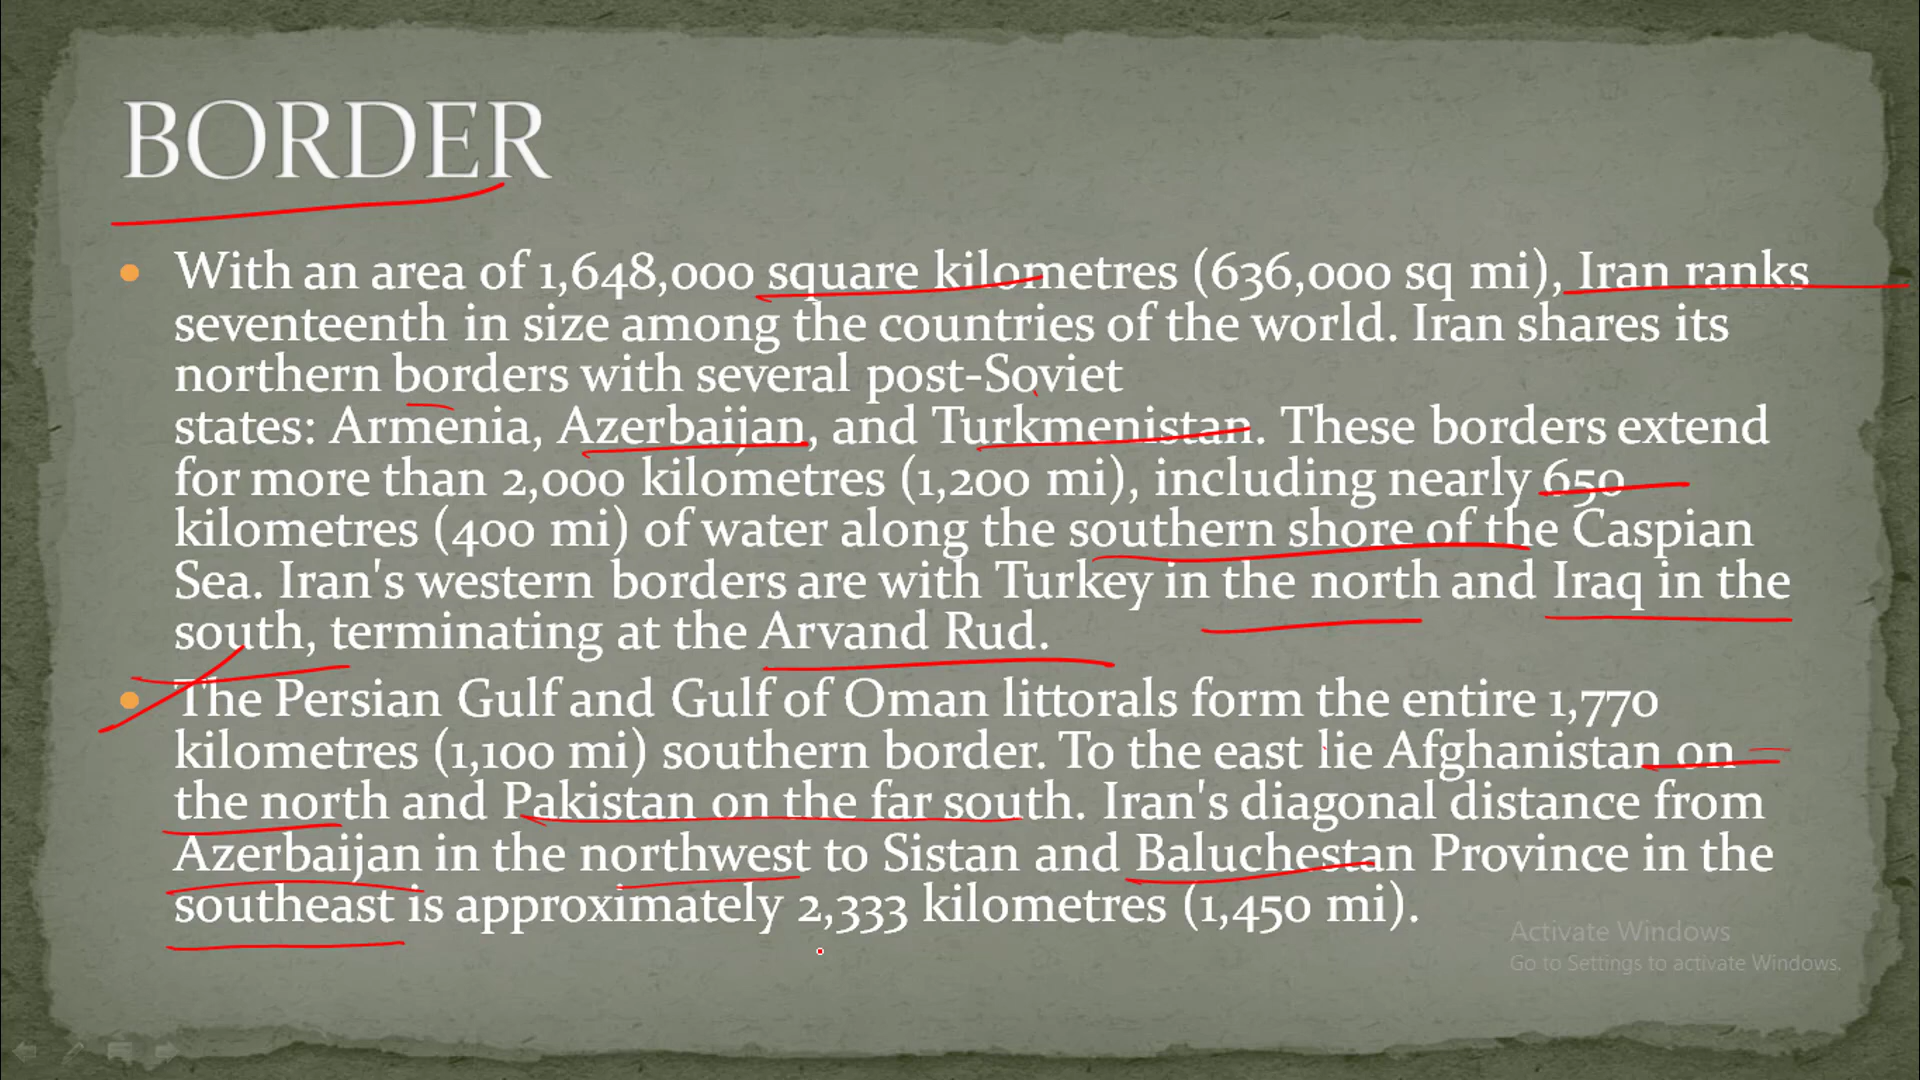 BORDER
With an area of 1,648,000 square kilometres (636,000 sq mi), Iran ranks
seventeenth in size among the countries of the world. Iran shares its
northern borders with several post-Soviet
states: Armenia, Azerbaijan, and Turkmenistan. These borders extend
for more than 2,000 kilometres (1,200 mi), including nearly 650
kilometres (400 mi) of water along the southern shore of the Caspian
Sea. Iran's western borders are with Turkey in the north and Iraq in the
south, terminating at the Arvand Rud.
The Persian Gulf and Gulf of Oman littorals form the entire 1,770
kilometres (1,100 mi) southern border. To the east lie Afghanistan on
the north and Pakistan on the far south. Iran's diagonal distance from
Azerbaijan in the northwest to Sistan and Baluchestan Province in the
southeast is approximately 2,333 kilometres (1,450 mi).
Activate Windows
Go to Settings to activate Windows.